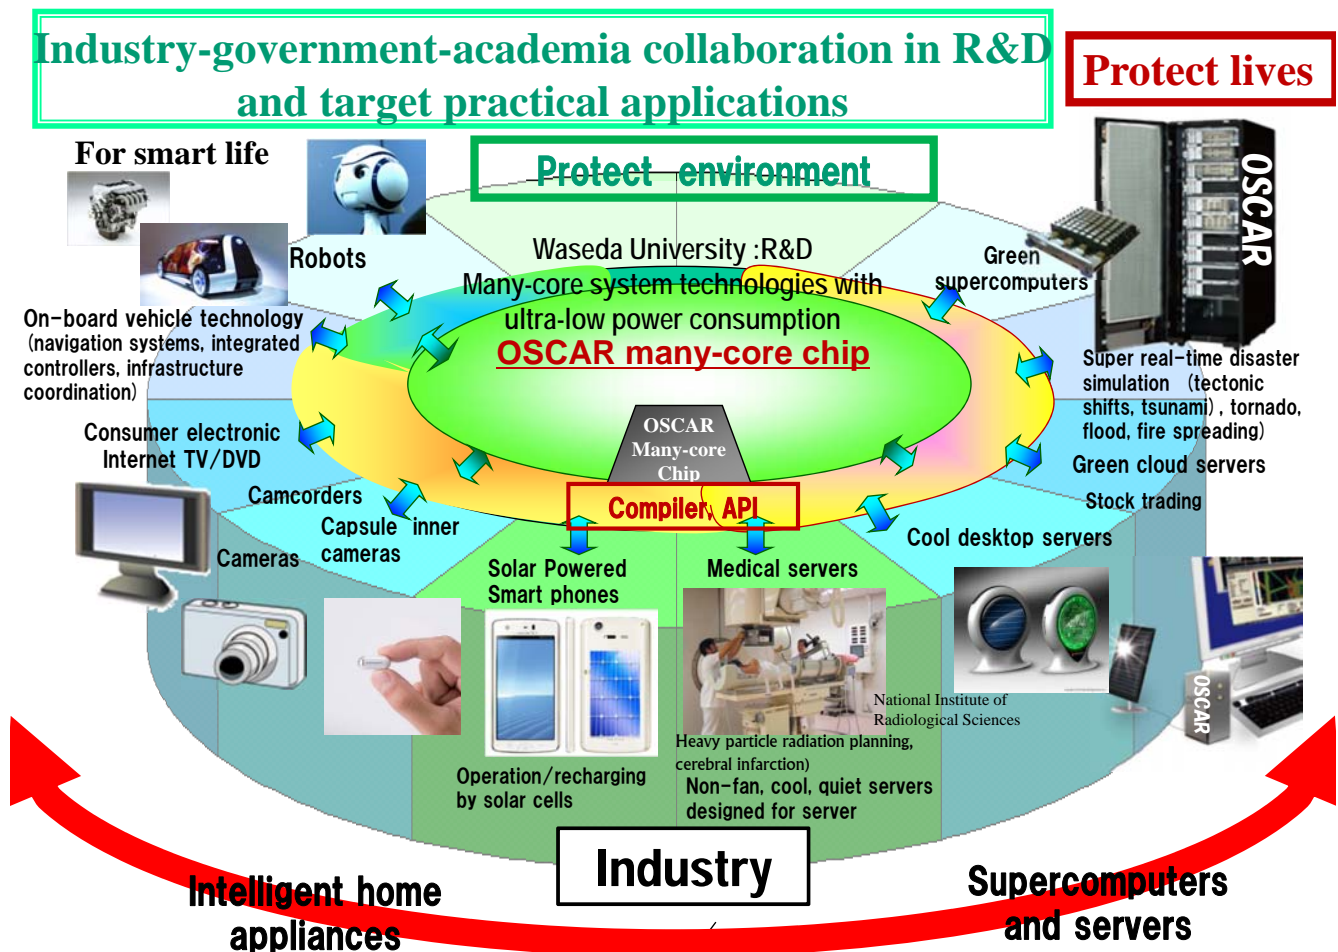 Industry-government-academia collaboration in R&D
and target practical applications
Protect lives
For smart life
Protect environment
OSCAR
Waseda University :R&D
Many-core system technologies with
ultra-low power consumption
OSCAR many-core chip
Robots
Green
supercomputers
On-board vehicle technology
(navigation systems, integrated
controllers, infrastructure
coordination)
Super real-time disaster
simulation (tectonic
shifts, tsunami), tornado,
flood, fire spreading)
OSCAR
Many-core
Chip
Consumer electronic
Internet TV/DVD
Green cloud servers
Camcorders
Stock trading
Compiler, API
Capsule inner
cameras
Cool desktop servers
Cameras
Solar Powered
Smart phones
Medical servers
National Institute of
Radiological Sciences
OSCAR
Heavy particle radiation planning,
cerebral infarction)
Operation/recharging
by solar cells
Non-fan, cool, quiet servers
designed for server
Industry
Intelligent home
appliances
Supercomputers
and servers